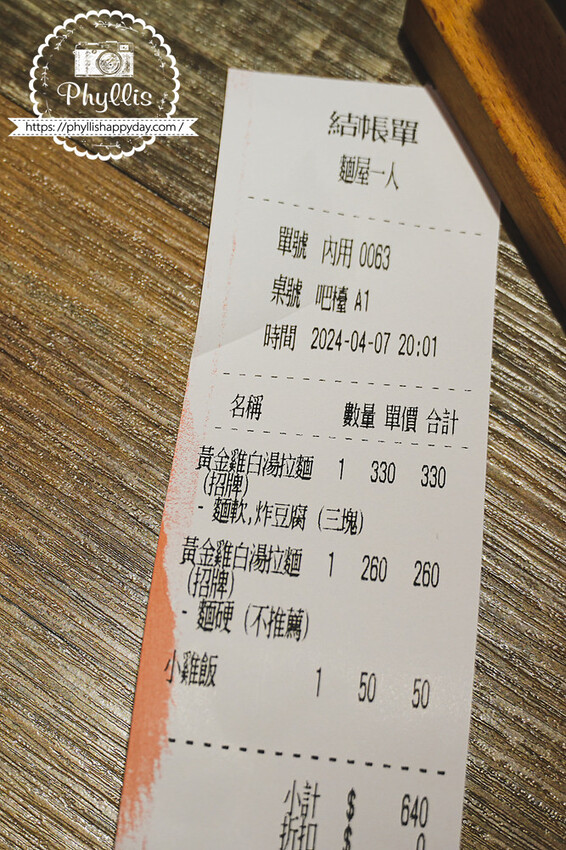 Phyllis
https://phyllishappyday.com/
結帳單
麵屋一人
單號 內用 0063
桌號 吧檯 A1
時間 2024-04-07 20:01
名稱 數量 單價 合計
黃金雞白湯拉麵 1 330 330
(招牌)
- 麵軟,炸豆腐 (三塊)
黃金雞白湯拉麵 1 260 260
(招牌)
- 麵硬 (不推薦)
小雞飯 1 50 50
小計 $ 640
折扣 $ 0